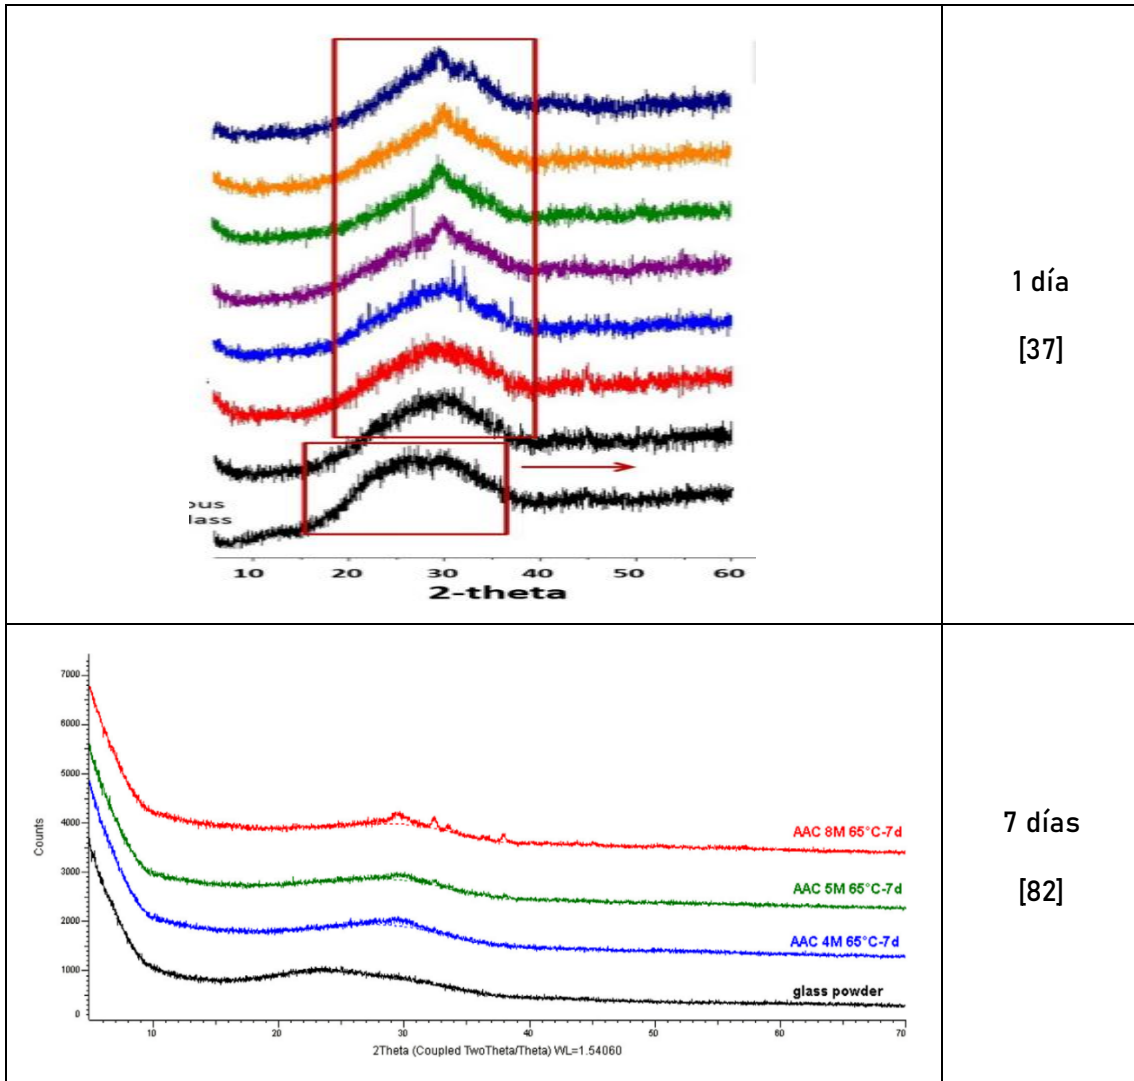 ous
lass
10 20 30 40 50 60
2-theta
1 día
[37]
7000
6000
5000
4000
3000
2000
1000
0
Counts
AAC 8M 65°C-7d
AAC 5M 65°C-7d
AAC 4M 65°C-7d
glass powder
10 20 30 40 50 60 70
2Theta (Coupled TwoTheta/Theta) WL=1.54060
7 días
[82]